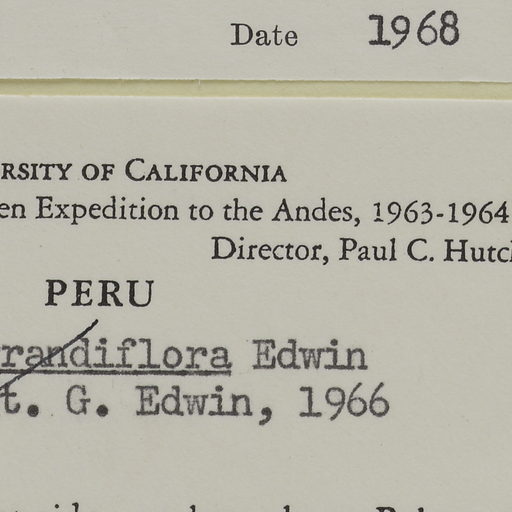 Date 1968
RSITY OF CALIFORNIA
en Expedition to the Andes, 1963-1964
Director, Paul C. Hutc
PERU
randiflora Edwin
t. G. Edwin, 1966